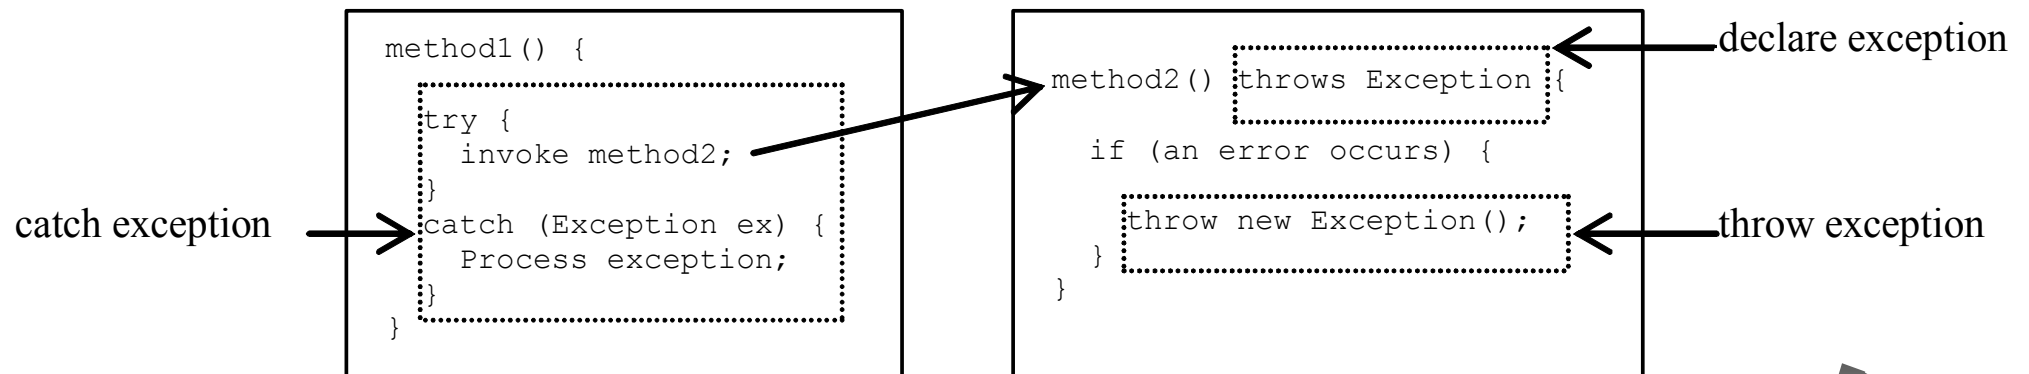 method1() {
try {
invoke method2;
}
catch (Exception ex) {
Process exception;
}
}
catch exception
method2() throws Exception {
if (an error occurs) {
throw new Exception();
}
}
declare exception
throw exception